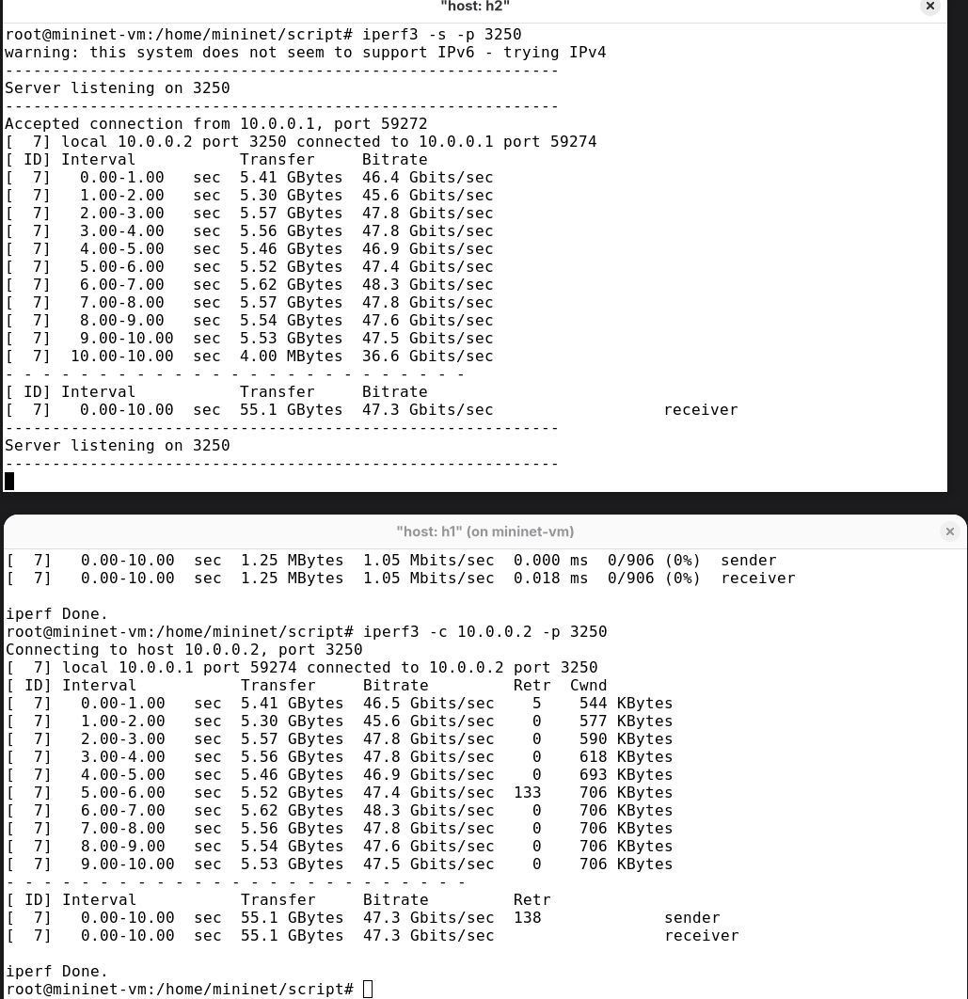 "host: h2"
root@mininet-vm:/home/mininet/script# iperf3 -s -p 3250
warning: this system does not seem to support IPv6 - trying IPv4
-----------------------------------------------------------
Server listening on 3250
-----------------------------------------------------------
Accepted connection from 10.0.0.1, port 59272
[  7] local 10.0.0.2 port 3250 connected to 10.0.0.1 port 59274
[ ID] Interval           Transfer     Bitrate
[  7]   0.00-1.00   sec  5.41 GBytes  46.4 Gbits/sec
[  7]   1.00-2.00   sec  5.30 GBytes  45.6 Gbits/sec
[  7]   2.00-3.00   sec  5.57 GBytes  47.8 Gbits/sec
[  7]   3.00-4.00   sec  5.56 GBytes  47.8 Gbits/sec
[  7]   4.00-5.00   sec  5.46 GBytes  46.9 Gbits/sec
[  7]   5.00-6.00   sec  5.52 GBytes  47.4 Gbits/sec
[  7]   6.00-7.00   sec  5.62 GBytes  48.3 Gbits/sec
[  7]   7.00-8.00   sec  5.57 GBytes  47.8 Gbits/sec
[  7]   8.00-9.00   sec  5.54 GBytes  47.6 Gbits/sec
[  7]   9.00-10.00  sec  5.53 GBytes  47.5 Gbits/sec
[  7]  10.00-10.00  sec  4.00 MBytes  36.6 Gbits/sec
- - - - - - - - - - - - - - - - - - - - - - - - -
[ ID] Interval           Transfer     Bitrate
[  7]   0.00-10.00  sec  55.1 GBytes  47.3 Gbits/sec                  receiver
-----------------------------------------------------------
Server listening on 3250
-----------------------------------------------------------
"host: h1" (on mininet-vm)
[  7]   0.00-10.00  sec  1.25 MBytes  1.05 Mbits/sec  0.000 ms  0/906 (0%)  sender
[  7]   0.00-10.00  sec  1.25 MBytes  1.05 Mbits/sec  0.018 ms  0/906 (0%)  receiver
iperf Done.
root@mininet-vm:/home/mininet/script# iperf3 -c 10.0.0.2 -p 3250
Connecting to host 10.0.0.2, port 3250
[  7] local 10.0.0.1 port 59274 connected to 10.0.0.2 port 3250
[ ID] Interval           Transfer     Bitrate         Retr  Cwnd
[  7]   0.00-1.00   sec  5.41 GBytes  46.5 Gbits/sec    5    544 KBytes
[  7]   1.00-2.00   sec  5.30 GBytes  45.6 Gbits/sec    0    577 KBytes
[  7]   2.00-3.00   sec  5.57 GBytes  47.8 Gbits/sec    0    590 KBytes
[  7]   3.00-4.00   sec  5.56 GBytes  47.8 Gbits/sec    0    618 KBytes
[  7]   4.00-5.00   sec  5.46 GBytes  46.9 Gbits/sec    0    693 KBytes
[  7]   5.00-6.00   sec  5.52 GBytes  47.4 Gbits/sec  133    706 KBytes
[  7]   6.00-7.00   sec  5.62 GBytes  48.3 Gbits/sec    0    706 KBytes
[  7]   7.00-8.00   sec  5.56 GBytes  47.8 Gbits/sec    0    706 KBytes
[  7]   8.00-9.00   sec  5.54 GBytes  47.6 Gbits/sec    0    706 KBytes
[  7]   9.00-10.00  sec  5.53 GBytes  47.5 Gbits/sec    0    706 KBytes
- - - - - - - - - - - - - - - - - - - - - - - - -
[ ID] Interval           Transfer     Bitrate         Retr
[  7]   0.00-10.00  sec  55.1 GBytes  47.3 Gbits/sec  138             sender
[  7]   0.00-10.00  sec  55.1 GBytes  47.3 Gbits/sec                  receiver
iperf Done.
root@mininet-vm:/home/mininet/script#